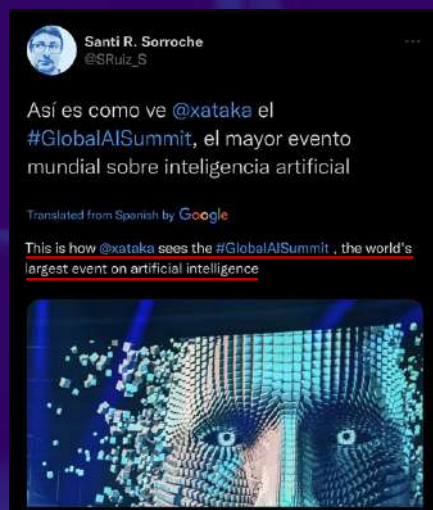 Santi R. Sorroche
@SRuiz_S
Así es como ve @xataka el
#GlobalAISummit, el mayor evento
mundial sobre inteligencia artificial
Translated from Spanish by Google
This is how @xataka sees the #GlobalAISummit , the world's
largest event on artificial intelligence